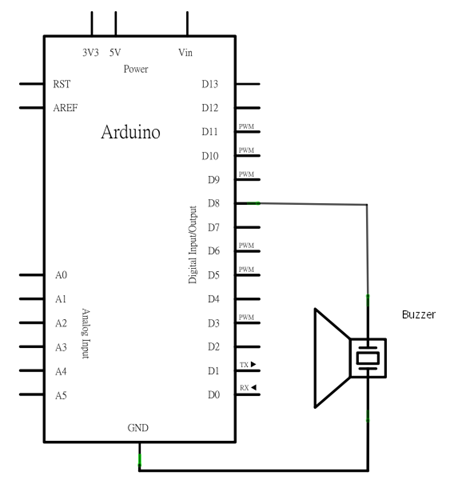 3V3 5V Vin
Power
RST
AREF
Arduino
D13
D12
D11 PWM
D10 PWM
D9 PWM
D8
D7
D6 PWM
D5 PWM
D4
D3 PWM
D2
D1 TX ▶
D0 RX ◀
Digital Input/Output
A0
A1
A2
A3
A4
A5
Analog Input
GND
Buzzer